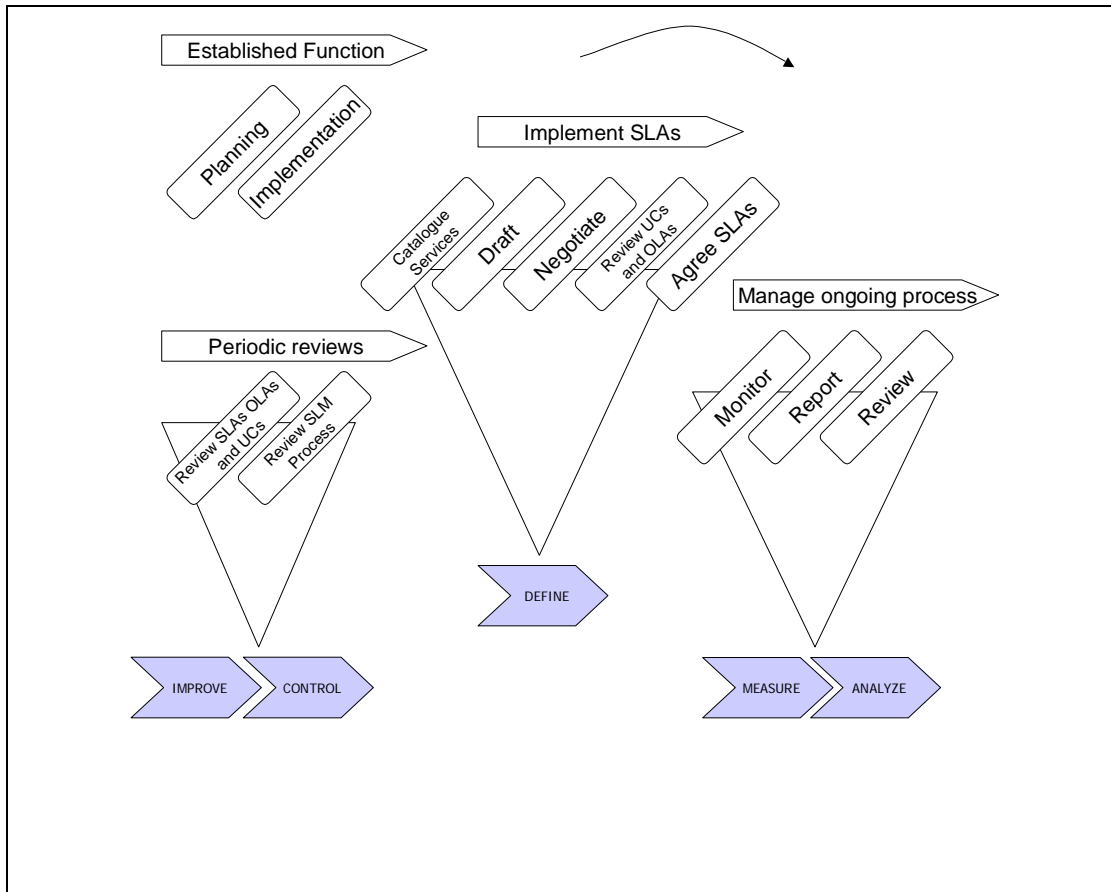 Established Function
Planning
Implementation
Implement SLAs
Catalogue
Services
Draft
Negotiate
Review UCs
and OLAs
Agree SLAs
Manage ongoing process
Monitor
Report
Review
Periodic reviews
Review SLAS OLAs
and UCs
Review SLM
Process
DEFINE
IMPROVE
CONTROL
MEASURE
ANALYZE